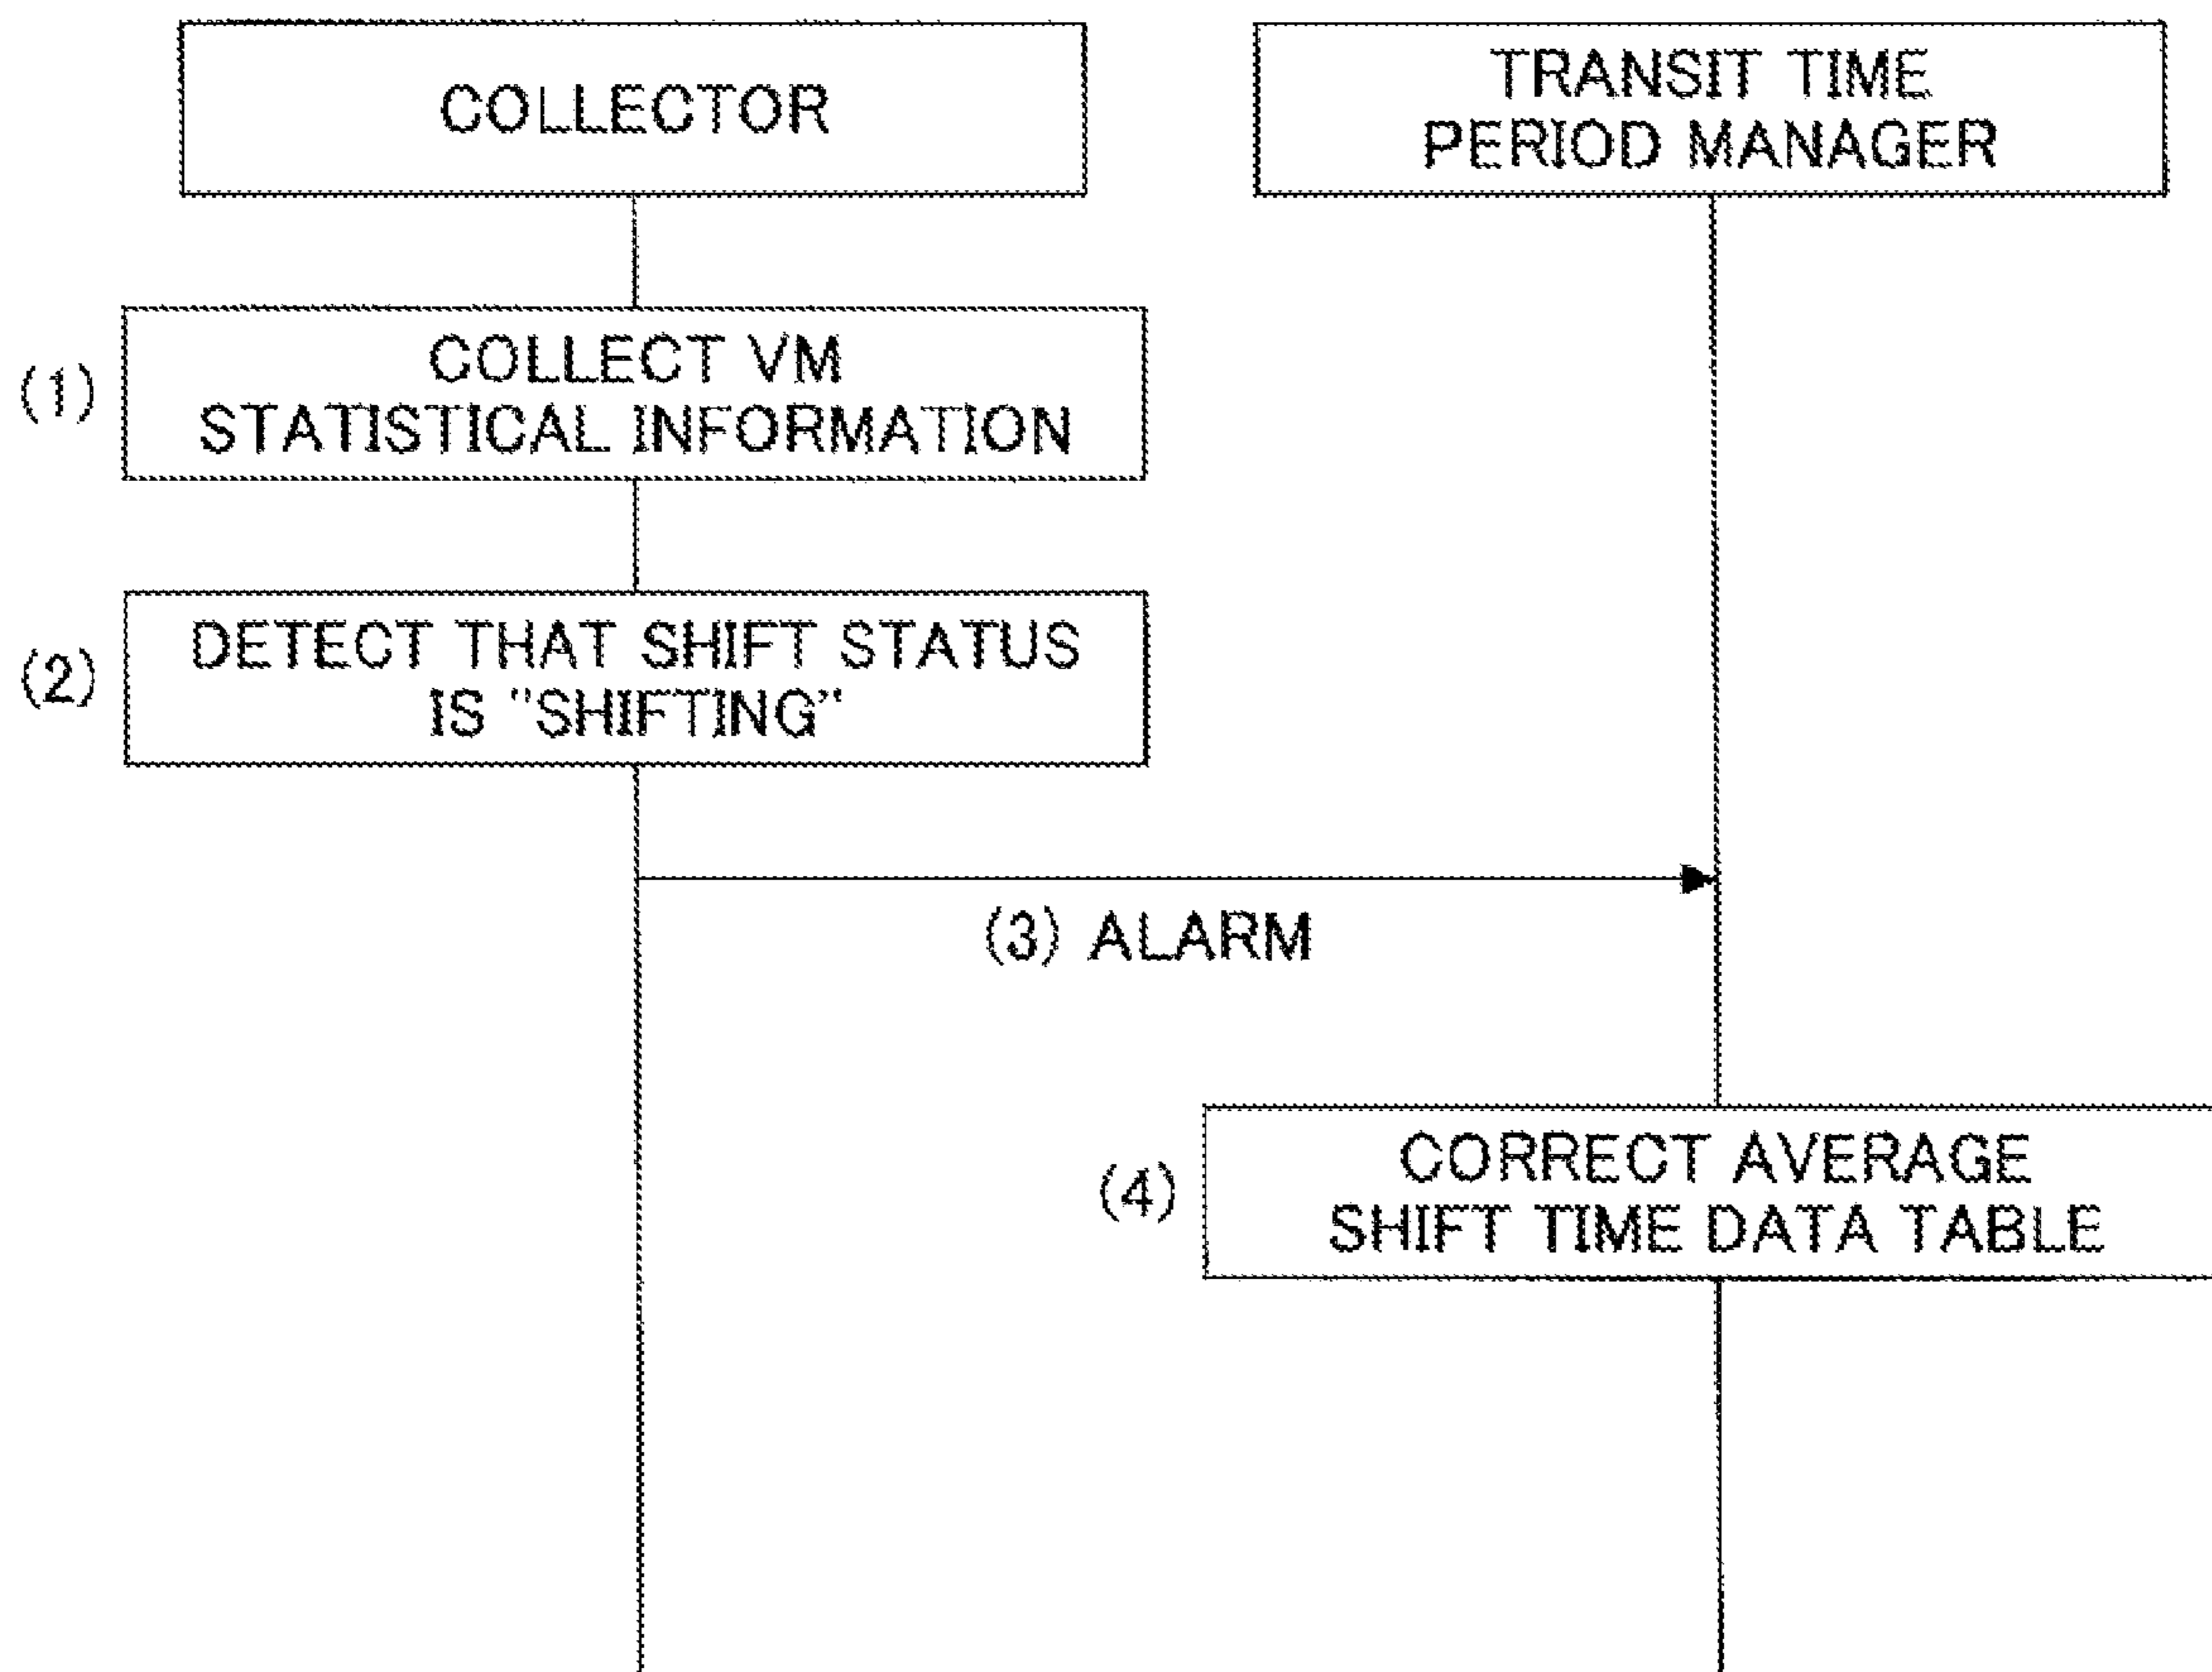 COLLECTOR
TRANSIT TIME
PERIOD MANAGER
(1)
COLLECT VM
STATISTICAL INFORMATION
(2)
DETECT THAT SHIFT STATUS
IS "SHIFTING"
(3) ALARM
(4)
CORRECT AVERAGE
SHIFT TIME DATA TABLE